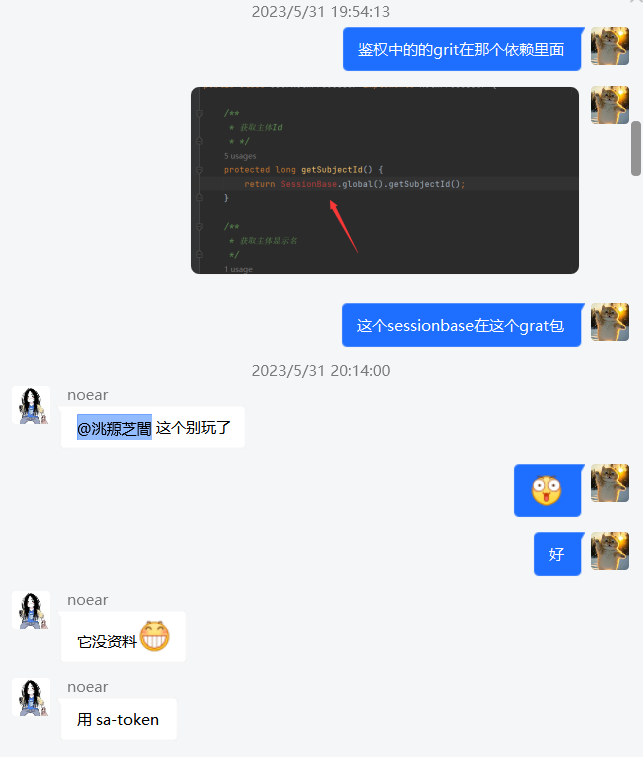 2023/5/31 19:54:13
鉴权中的的grit在那个依赖里面
/**
* 获取主体Id
* */
5 usages
protected long getSubjectId() {
return SessionBase.global().getSubjectId();
}
/**
* 获取主体显示名
*/
1 usage
这个sessionbase在这个grat包
2023/5/31 20:14:00
noear
这个别玩了
好
noear
它没资料
noear
用 sa-token